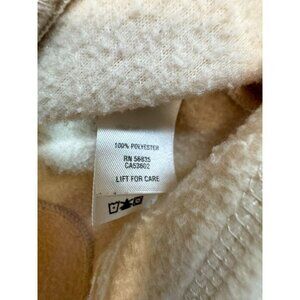 100% POLYESTER
RN 56835
CA53602
LIFT FOR CARE